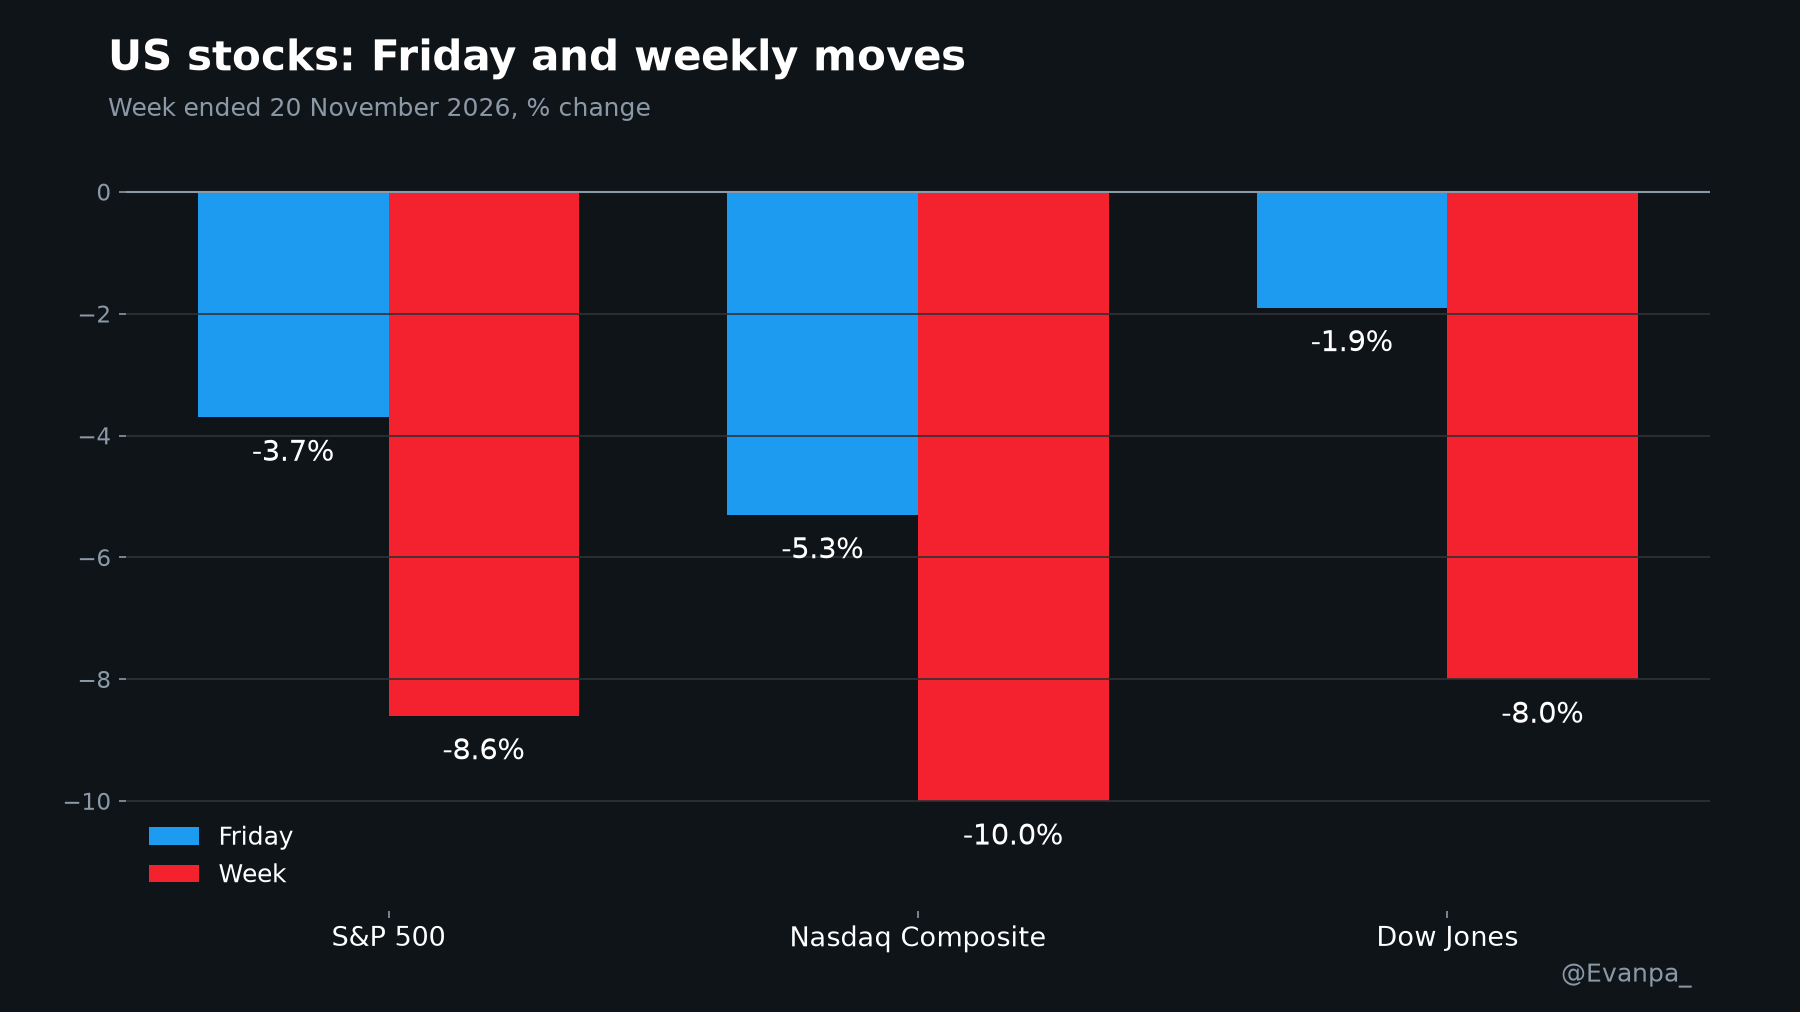 US stocks: Friday and weekly moves
Week ended 20 November 2026, % change
0
−2
−4
−6
−8
−10
-3.7%
-8.6%
-5.3%
-10.0%
-1.9%
-8.0%
Friday
Week
S&P 500
Nasdaq Composite
Dow Jones
@Evanpa_